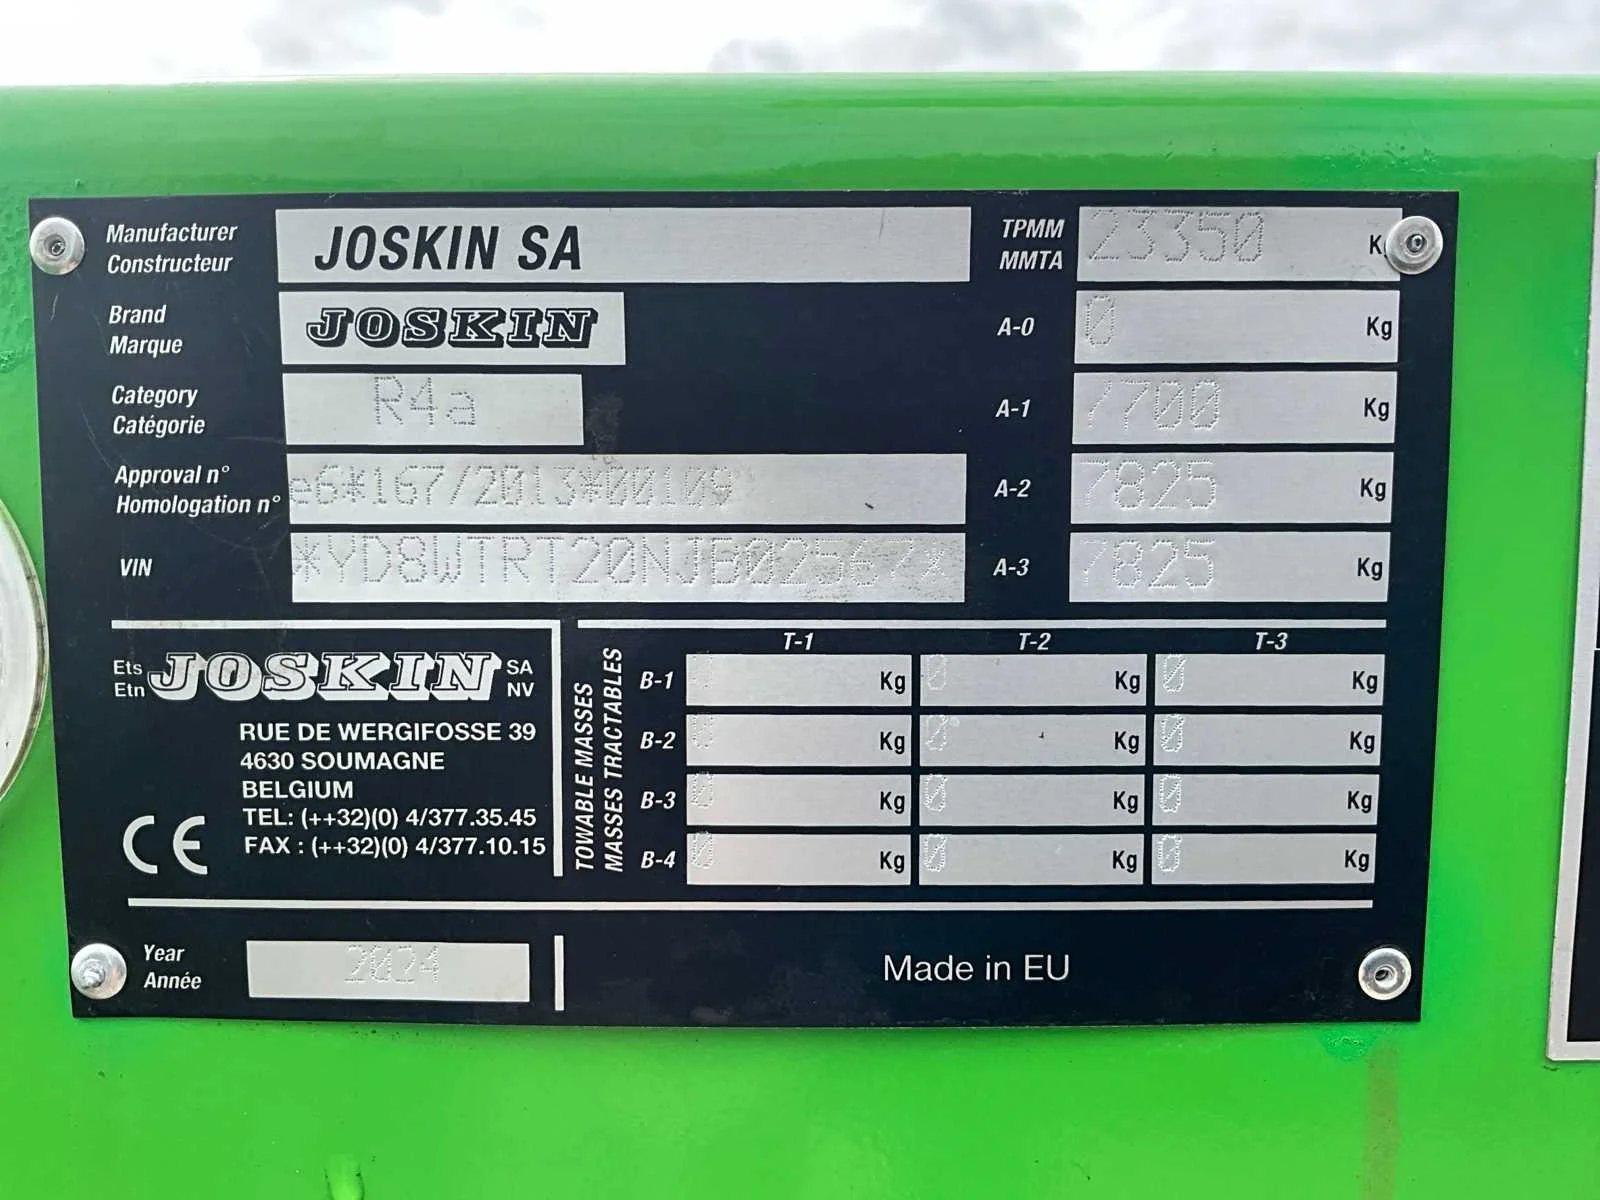 Manufacturer
Constructeur
JOSKIN SA
TPMM
MMTA
23350
Brand
Marque
JOSKIN
A-0
0
Kg
Category
Catégorie
R4a
A-1
7700
Kg
Approval n°
Homologation n°
e6*167/2013*00109
A-2
7825
Kg
VIN
*YD8WTRT20NJB02567*
A-3
7825
Kg
Ets
Etn
JOSKIN
SA
NV
RUE DE WERGIFOSSE 39
4630 SOUMAGNE
BELGIUM
TEL: (++32)(0) 4/377.35.45
FAX : (++32)(0) 4/377.10.15
CE
TOWABLE MASSES
MASSES TRACTABLES
T-1 T-2 T-3
B-1 0 Kg 0 Kg 0 Kg
B-2 0 Kg 0 Kg 0 Kg
B-3 0 Kg 0 Kg 0 Kg
B-4 0 Kg 0 Kg 0 Kg
Year
Année
2024
Made in EU